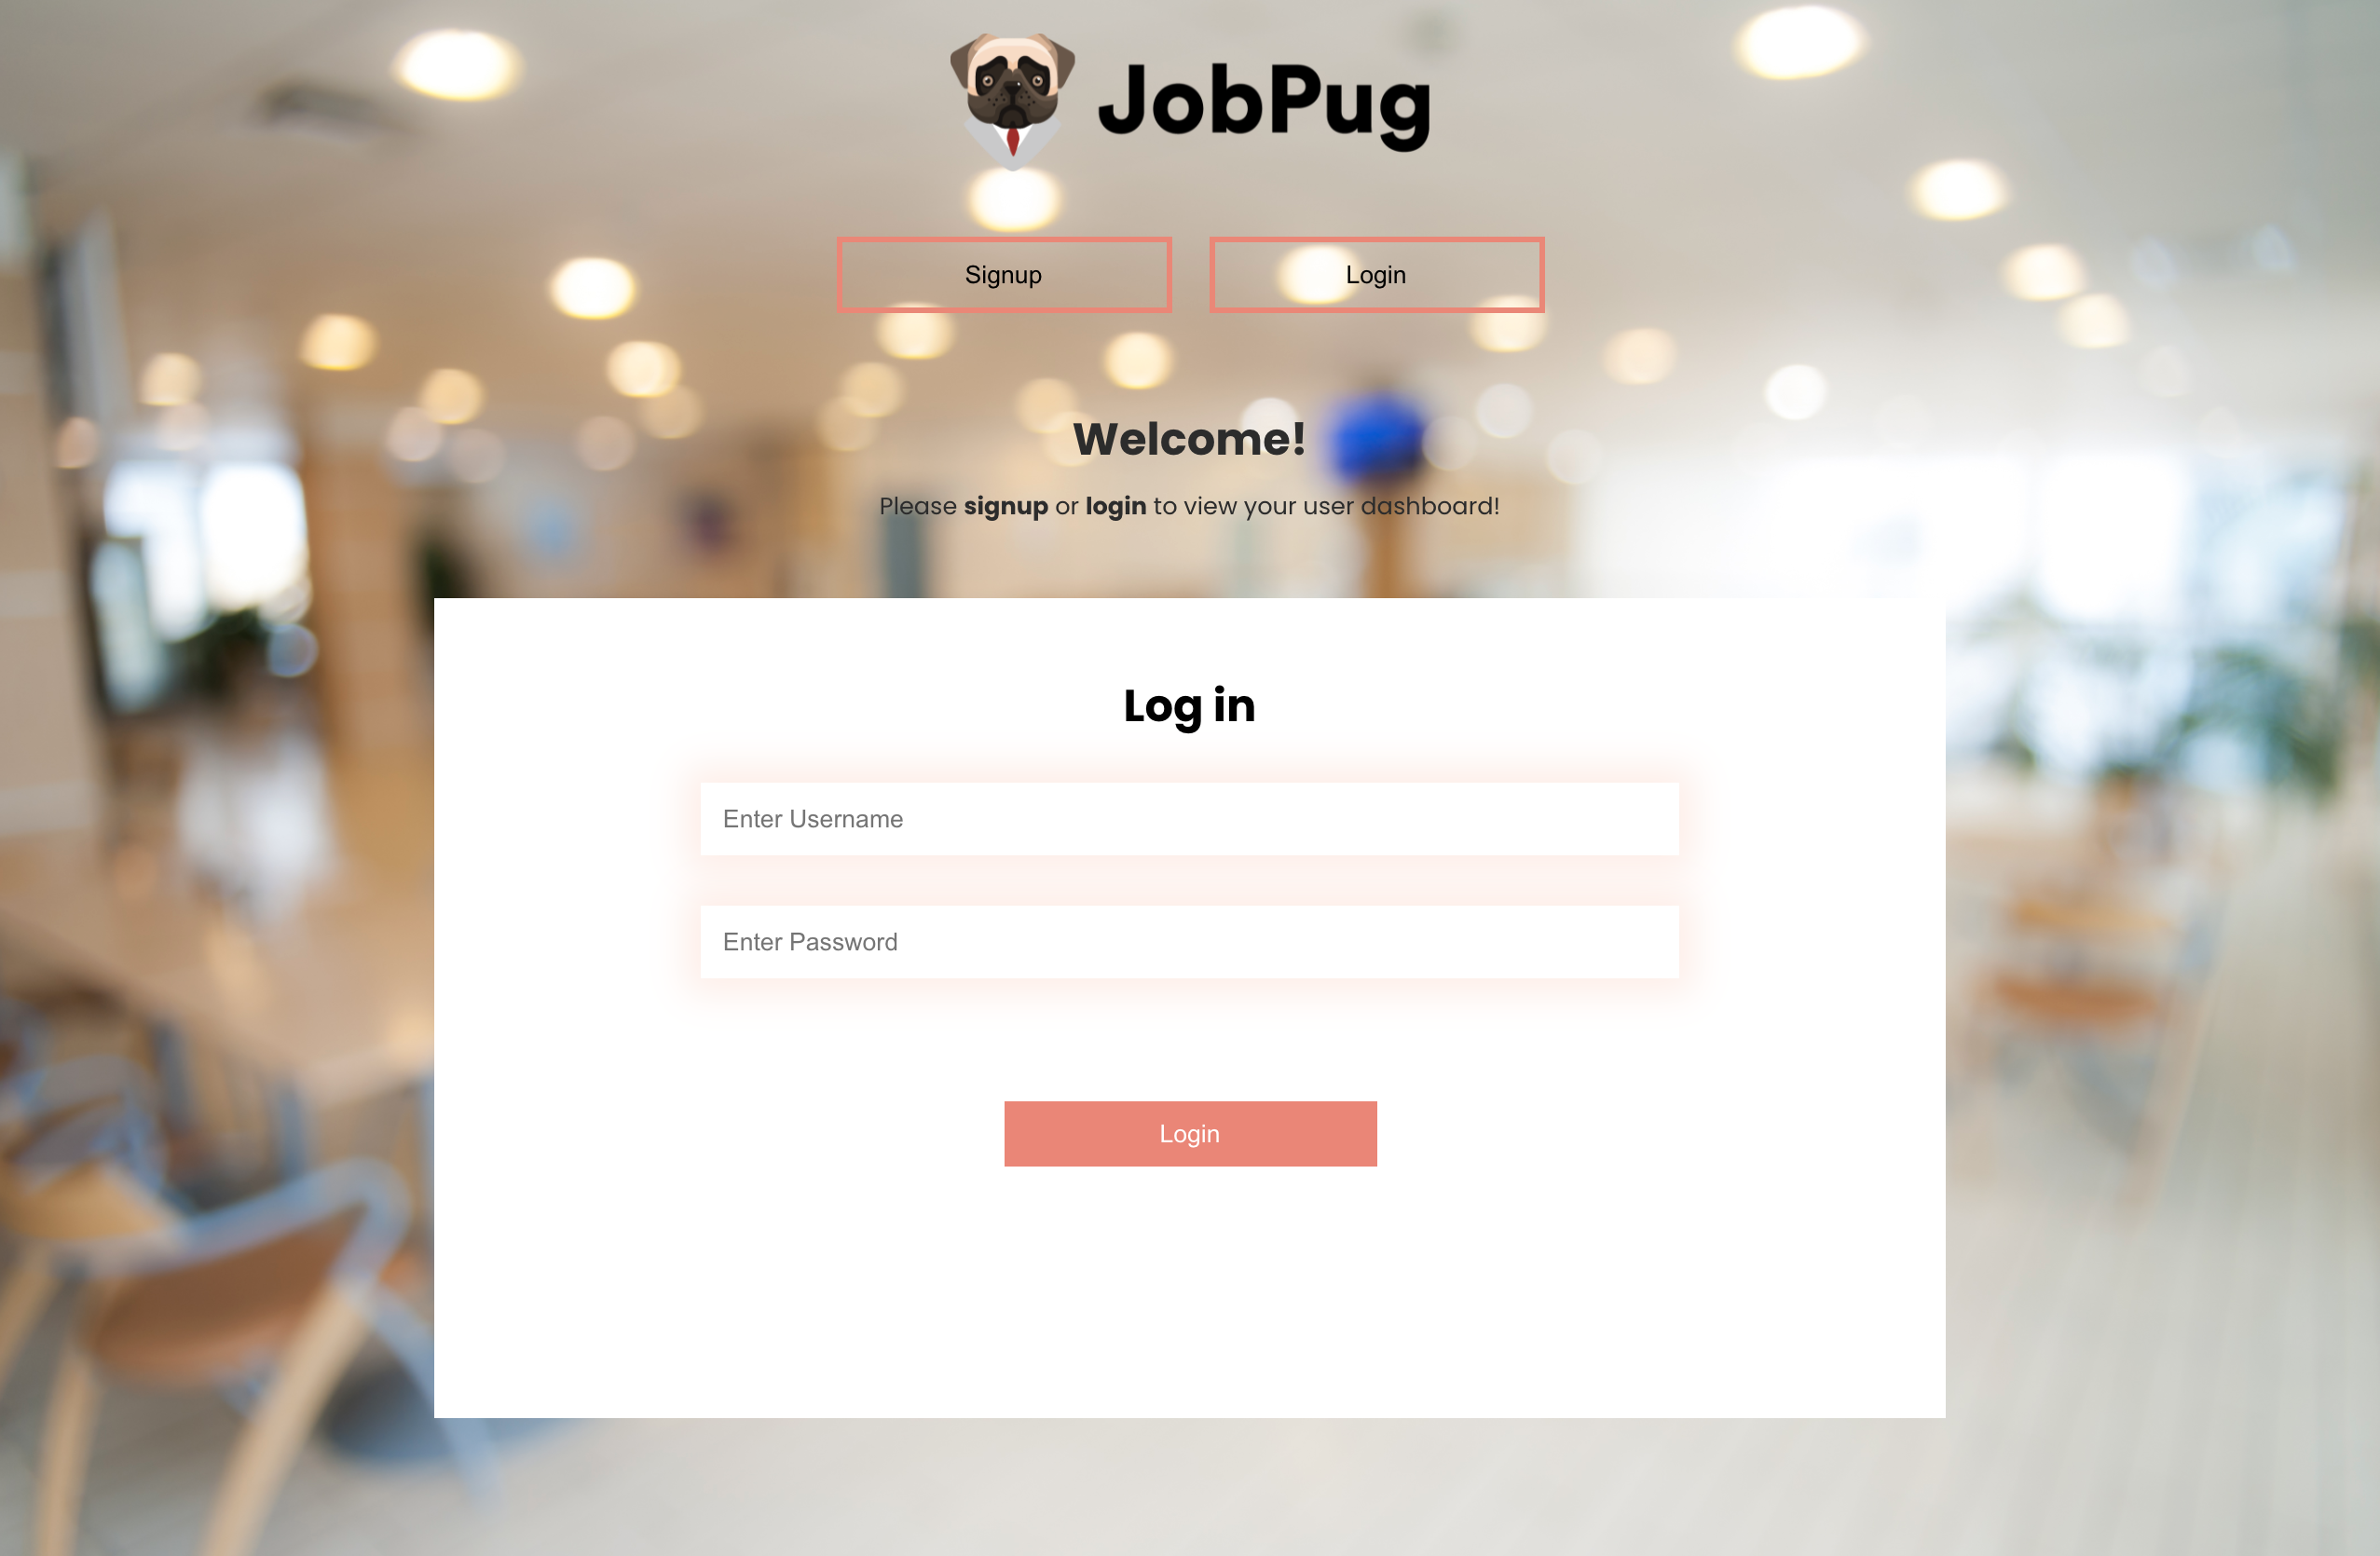 JobPug
Signup
Login
Welcome!
Please signup or login to view your user dashboard!
Log in
Enter Username
Enter Password
Login